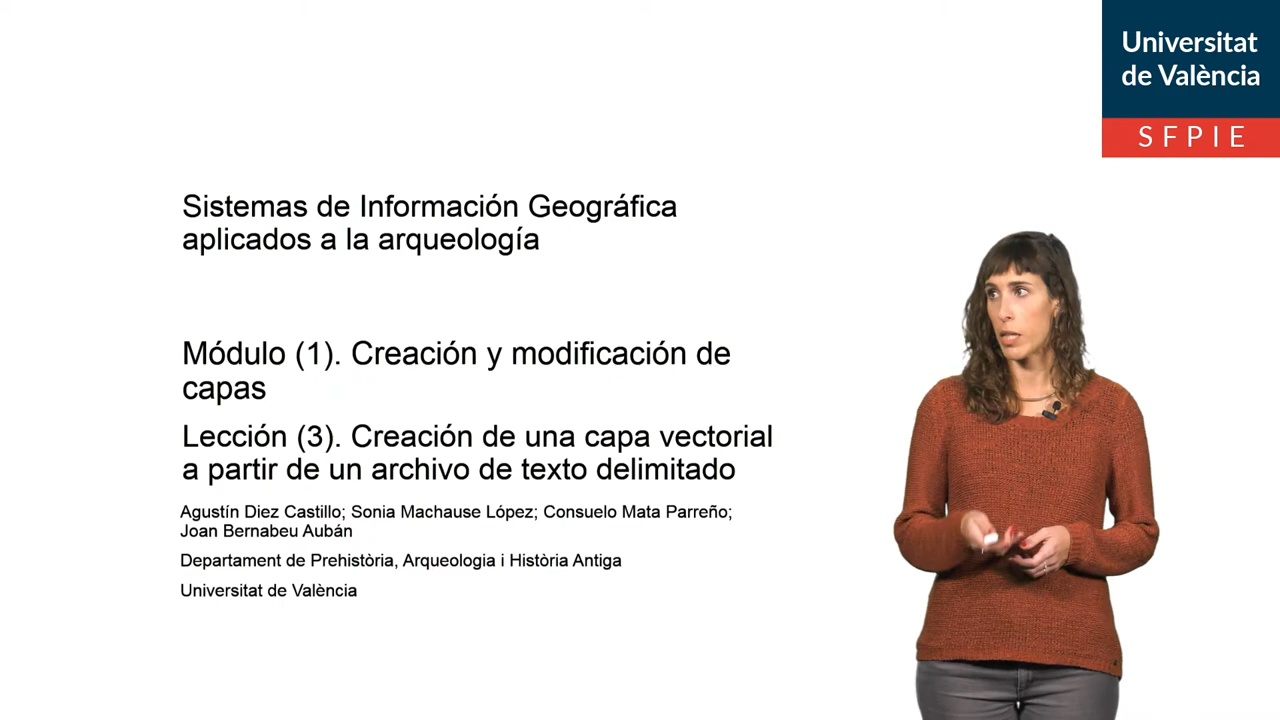 Universitat
de València
SFPIE
Sistemas de Información Geográfica
aplicados a la arqueología
Módulo (1). Creación y modificación de
capas
Lección (3). Creación de una capa vectorial
a partir de un archivo de texto delimitado
Agustín Diez Castillo; Sonia Machause López; Consuelo Mata Parreño;
Joan Bernabeu Aubán
Departament de Prehistòria, Arqueologia i Història Antiga
Universitat de València